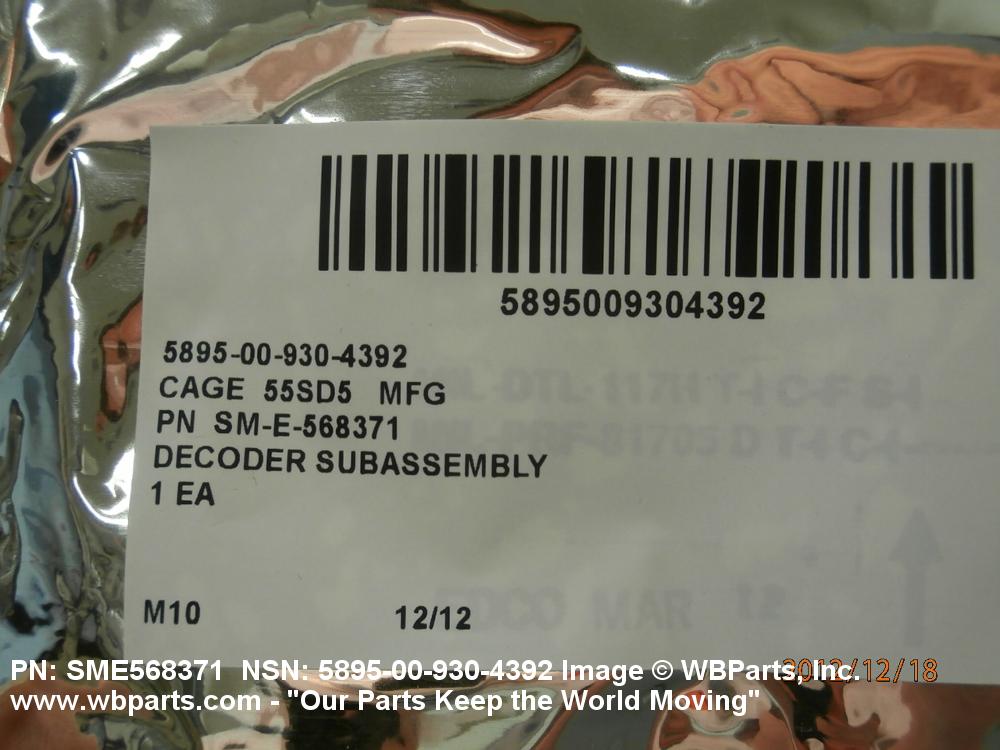 5895009304392
5895-00-930-4392
CAGE 55SD5 MFG
PN SM-E-568371
DECODER SUBASSEMBLY
1 EA
M10 12/12
MAR 12
PN: SME568371 NSN: 5895-00-930-4392 Image © WBParts, Inc.
2012/12/18
www.wbparts.com - "Our Parts Keep the World Moving"